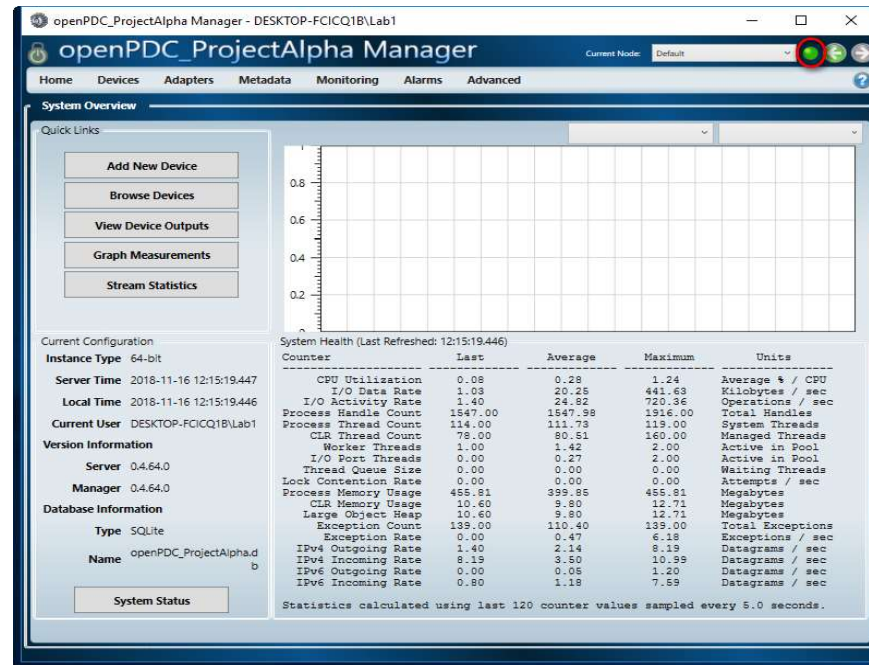 openPDC_ProjectAlpha Manager - DESKTOP-FCICQ1B\Lab1
openPDC_ProjectAlpha Manager
Current Node: Default
Home Devices Adapters Metadata Monitoring Alarms Advanced
System Overview
Quick Links
Add New Device
Browse Devices
View Device Outputs
Graph Measurements
Stream Statistics
1
0.8
0.6
0.4
0.2
0
Current Configuration
Instance Type 64-bit
Server Time 2018-11-16 12:15:19.447
Local Time 2018-11-16 12:15:19.446
Current User DESKTOP-FCICQ1B\Lab1
Version Information
Server 0.4.64.0
Manager 0.4.64.0
Database Information
Type SQLite
Name openPDC_ProjectAlpha.d
b
System Status
System Health (Last Refreshed: 12:15:19.446)
Counter Last Average Maximum Units
CPU Utilization 0.08 0.28 1.24 Average % / CPU
I/O Data Rate 1.03 20.25 441.63 Kilobytes / sec
I/O Activity Rate 1.40 24.82 720.36 Operations / sec
Process Handle Count 1547.00 1547.98 1916.00 Total Handles
Process Thread Count 114.00 111.73 119.00 System Threads
CLR Thread Count 78.00 80.51 160.00 Managed Threads
Worker Threads 1.00 1.42 2.00 Active in Pool
I/O Port Threads 0.00 0.27 2.00 Active in Pool
Thread Queue Size 0.00 0.00 0.00 Waiting Threads
Lock Contention Rate 0.00 0.00 0.00 Attempts / sec
Process Memory Usage 455.81 399.85 455.81 Megabytes
CLR Memory Usage 10.60 9.80 12.71 Megabytes
Large Object Heap 10.60 9.80 12.71 Megabytes
Exception Count 139.00 110.40 139.00 Total Exceptions
Exception Rate 0.00 0.47 6.18 Exceptions / sec
IPv4 Outgoing Rate 1.40 2.14 8.19 Datagrams / sec
IPv4 Incoming Rate 8.19 3.50 10.99 Datagrams / sec
IPv6 Outgoing Rate 0.00 0.05 1.20 Datagrams / sec
IPv6 Incoming Rate 0.80 1.18 7.59 Datagrams / sec
Statistics calculated using last 120 counter values sampled every 5.0 seconds.